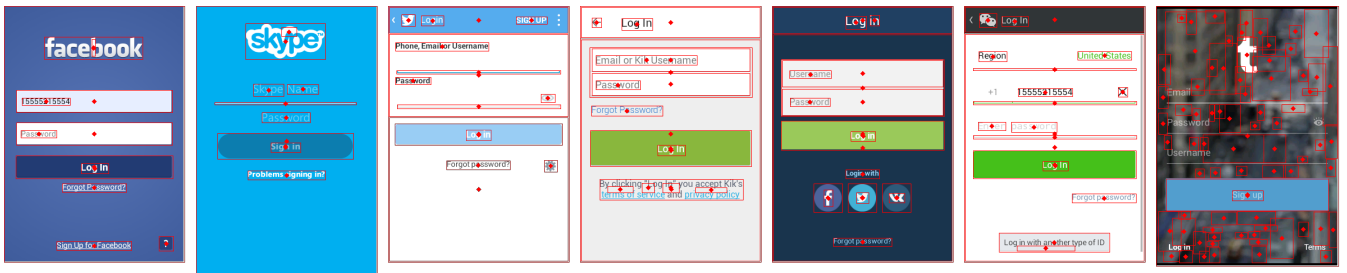 facebook
15555215554
Password
Log In
Forgot Password?
Sign Up for Facebook
?
skype
Skype Name
Password
Sign in
Problems signing in?
Log in
SIGN UP
Phone, Email or Username
Password
Log in
Forgot password?
Log In
Email or Kik Username
Password
Forgot Password?
Log In
By clicking "Log In" you accept Kik's
terms of service and privacy policy
Log in
Username
Password
Log in
Login with
Forgot password?
Log In
Region
United States
+1
15555215554
Enter password
Log In
Forgot password?
Log in with another type of ID
t
Email
Password
Username
Sign up
Log in
Terms